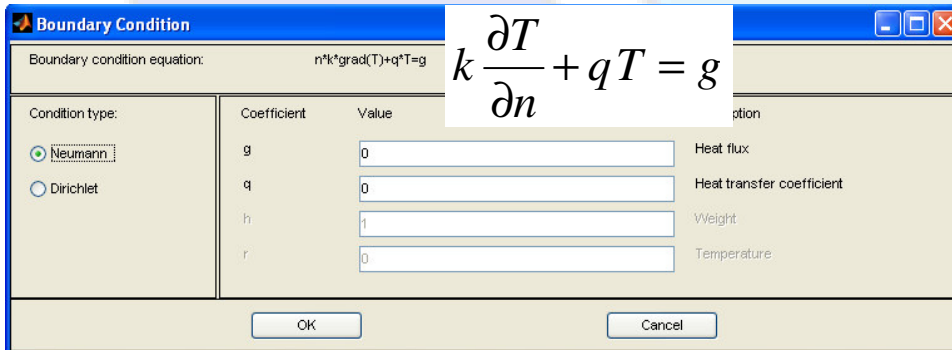 Boundary Condition
Boundary condition equation: n*k*grad(T)+q*T=g
k ∂T/∂n + qT = g
Condition type: Coefficient Value ption
Neumann g 0 Heat flux
Dirichlet q 0 Heat transfer coefficient
h 1 Weight
r 0 Temperature
OK Cancel